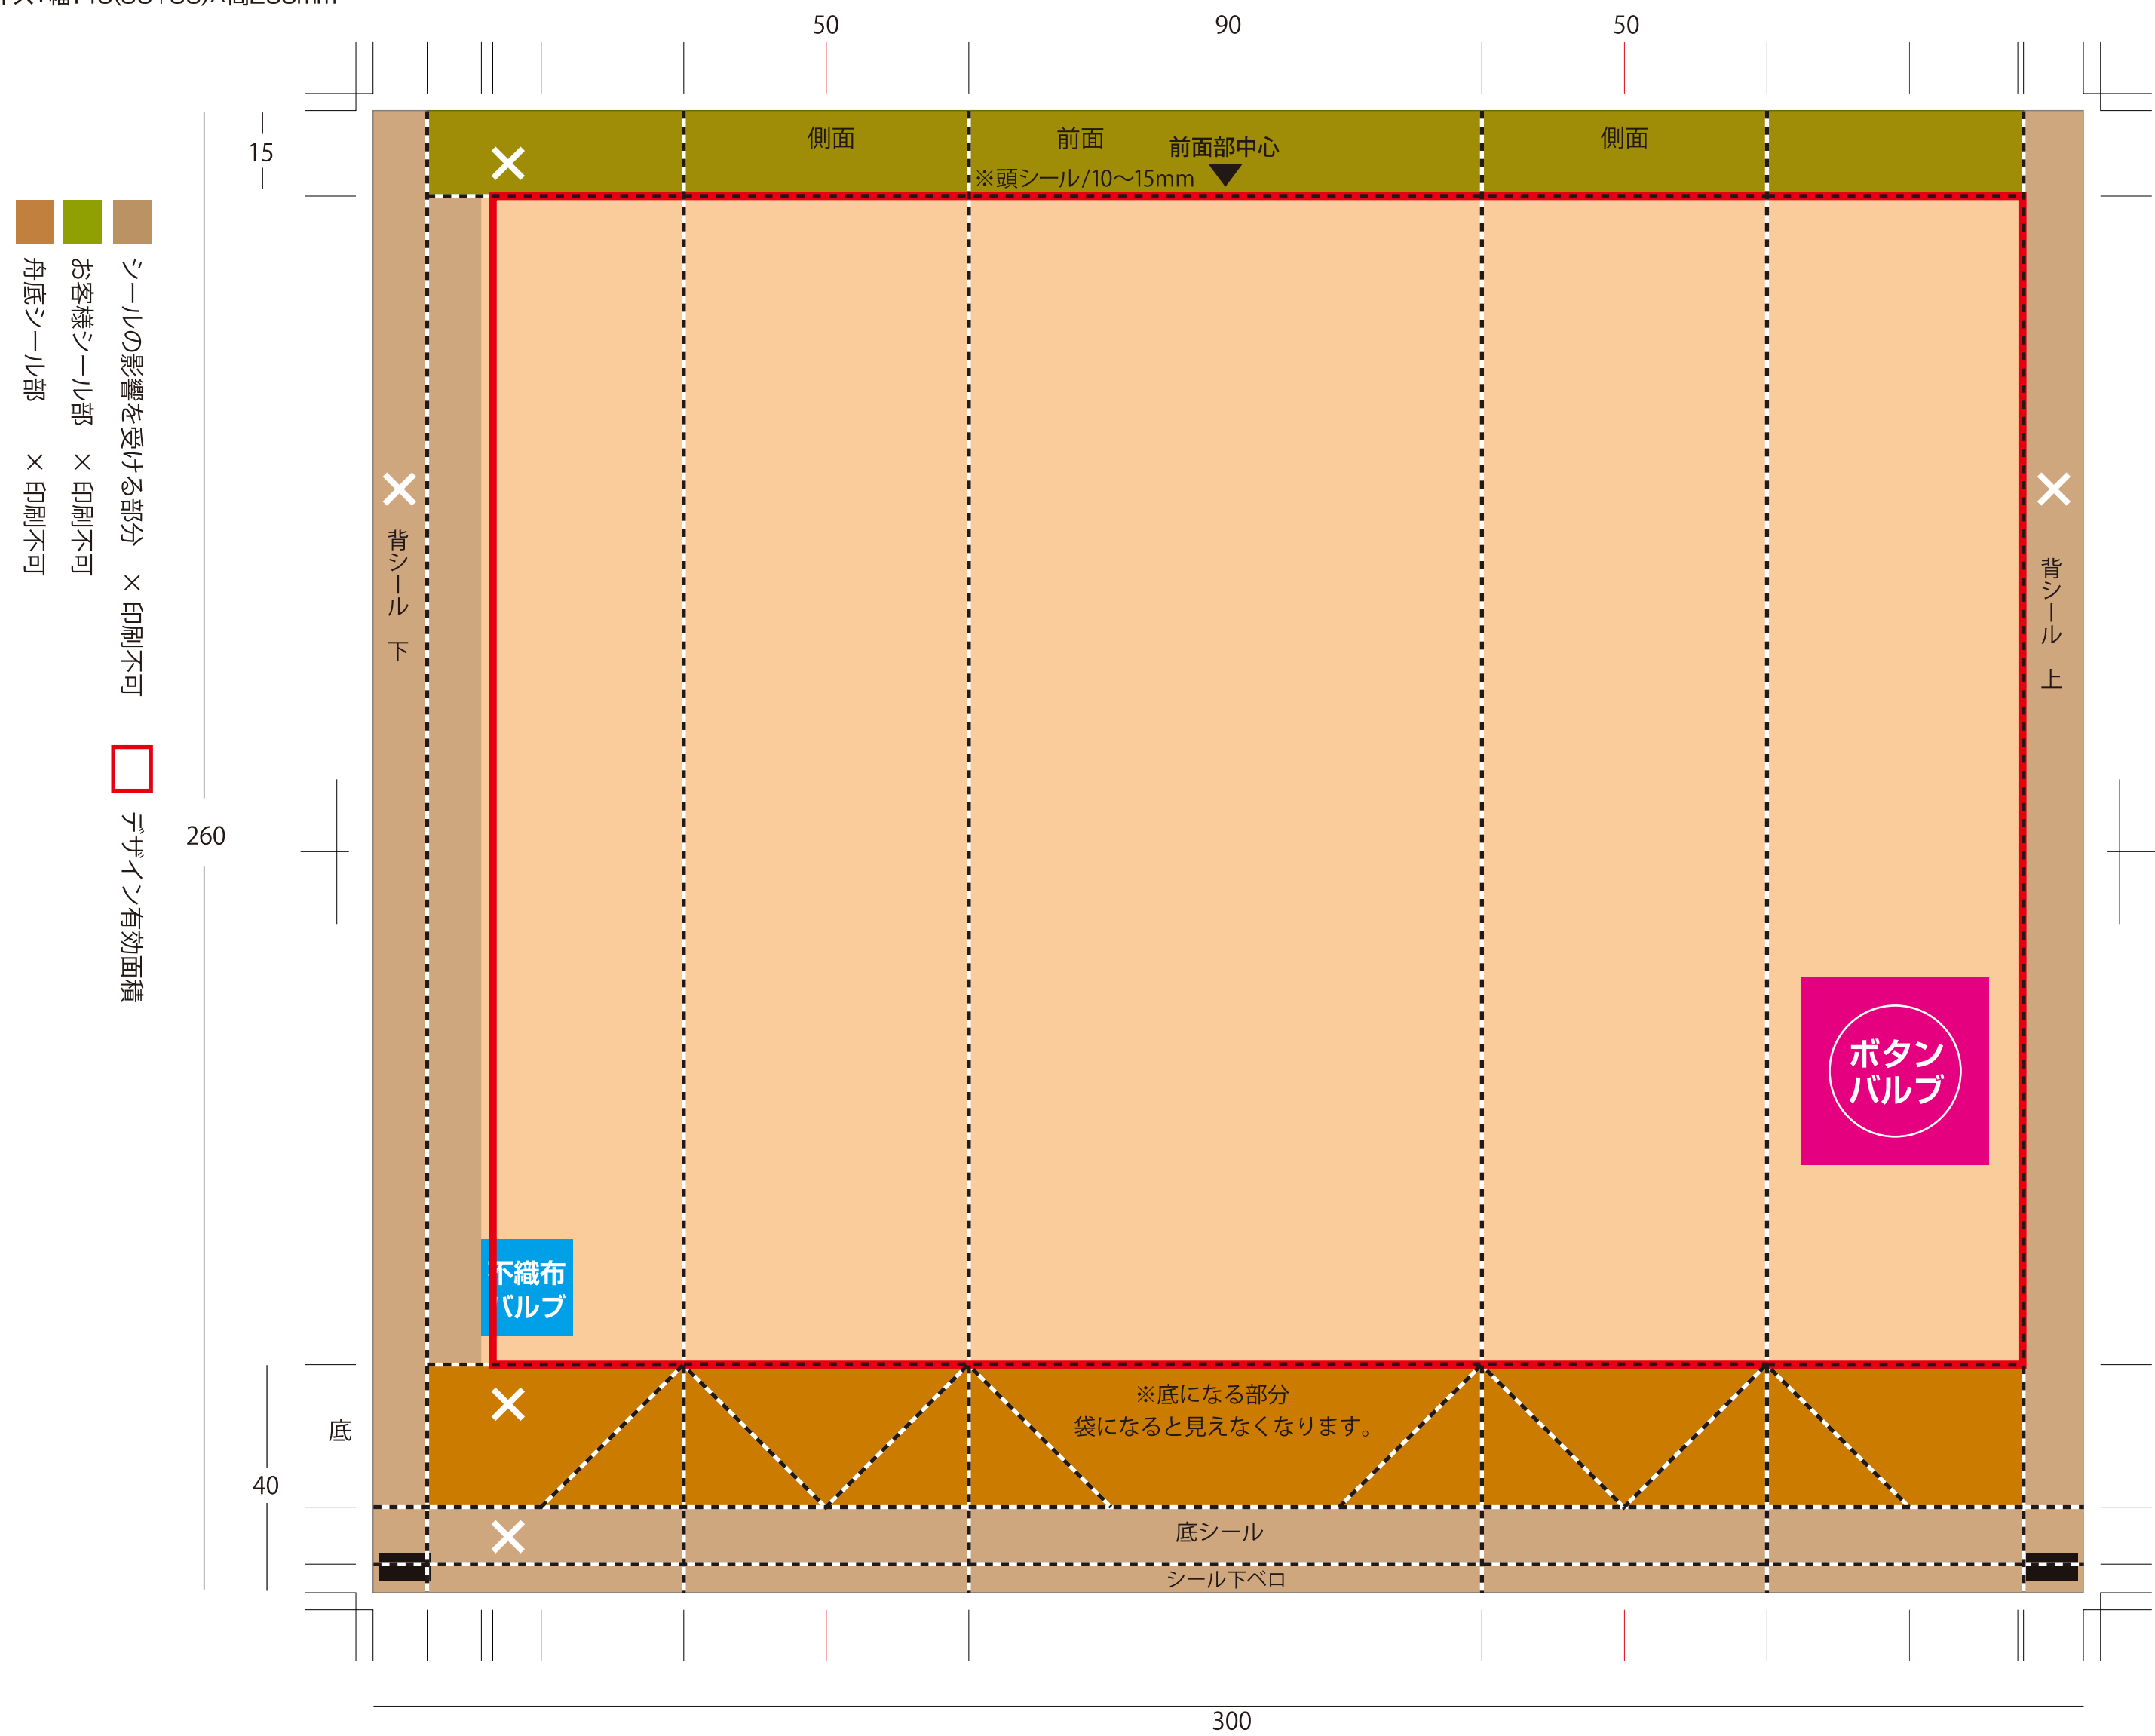 50
90
50
側面
前面
前面部中心
側面
※頭シール/10〜15mm
15
シールの影響を受ける部分 × 印刷不可
お客様シール部 × 印刷不可
舟底シール部 × 印刷不可
デザイン有効面積
260
背シール 下
背シール 上
ボタン
バルブ
不織布
バルブ
※底になる部分
袋になると見えたくなります。
底
40
底シール
シール下ベロ
300